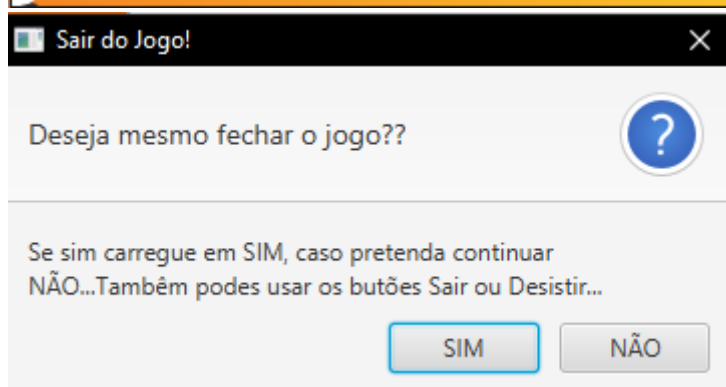 Sair do Jogo!
Deseja mesmo fechar o jogo??
Se sim carregue em SIM, caso pretenda continuar
NÃO...Tambêm podes usar os butões Sair ou Desistir...
SIM NÃO